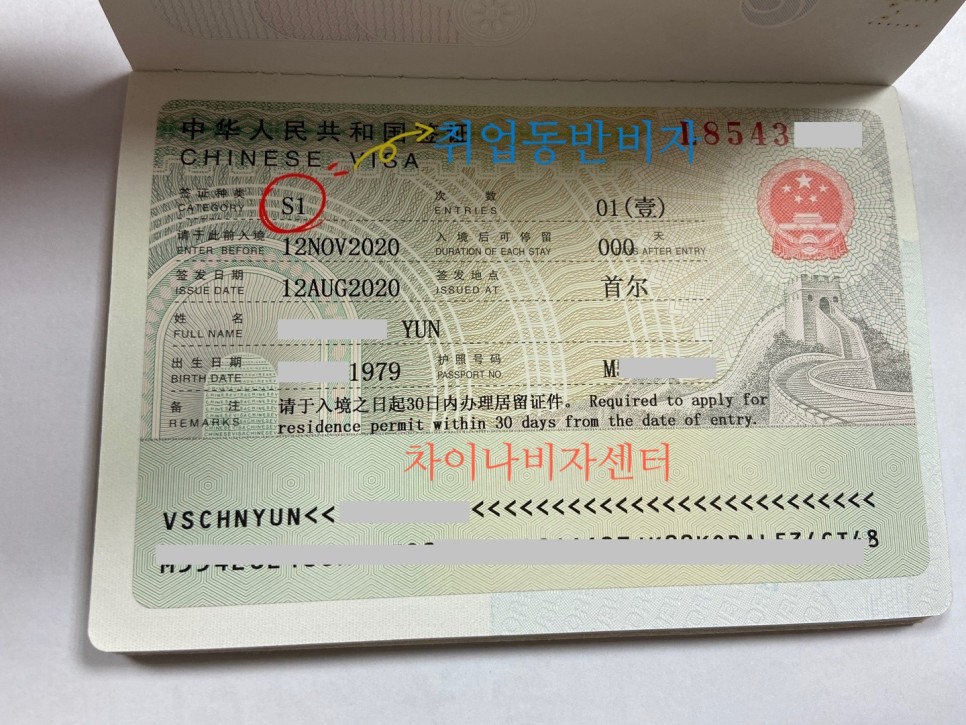 中华人民共和国签证 취업동반비자 L8543
CHINESE VISA
签证种类 CATEGORY S1 次数 ENTRIES 01(壹)
请于此前入境 ENTER BEFORE 12NOV2020 入境后可停留 DURATION OF EACH STAY 000 天 AFTER ENTRY
签发日期 ISSUE DATE 12AUG2020 签发地点 ISSUED AT 首尔
姓名 FULL NAME YUN
出生日期 BIRTH DATE 1979 护照号码 PASSPORT NO. M
备注 REMARKS 请于入境之日起30日内办理居留证件。 Required to apply for
residence permit within 30 days from the date of entry.
차이나비자센터
VSCHNYUN<< <<<<<<<<<<<<<<<<<<<<<<<<<<